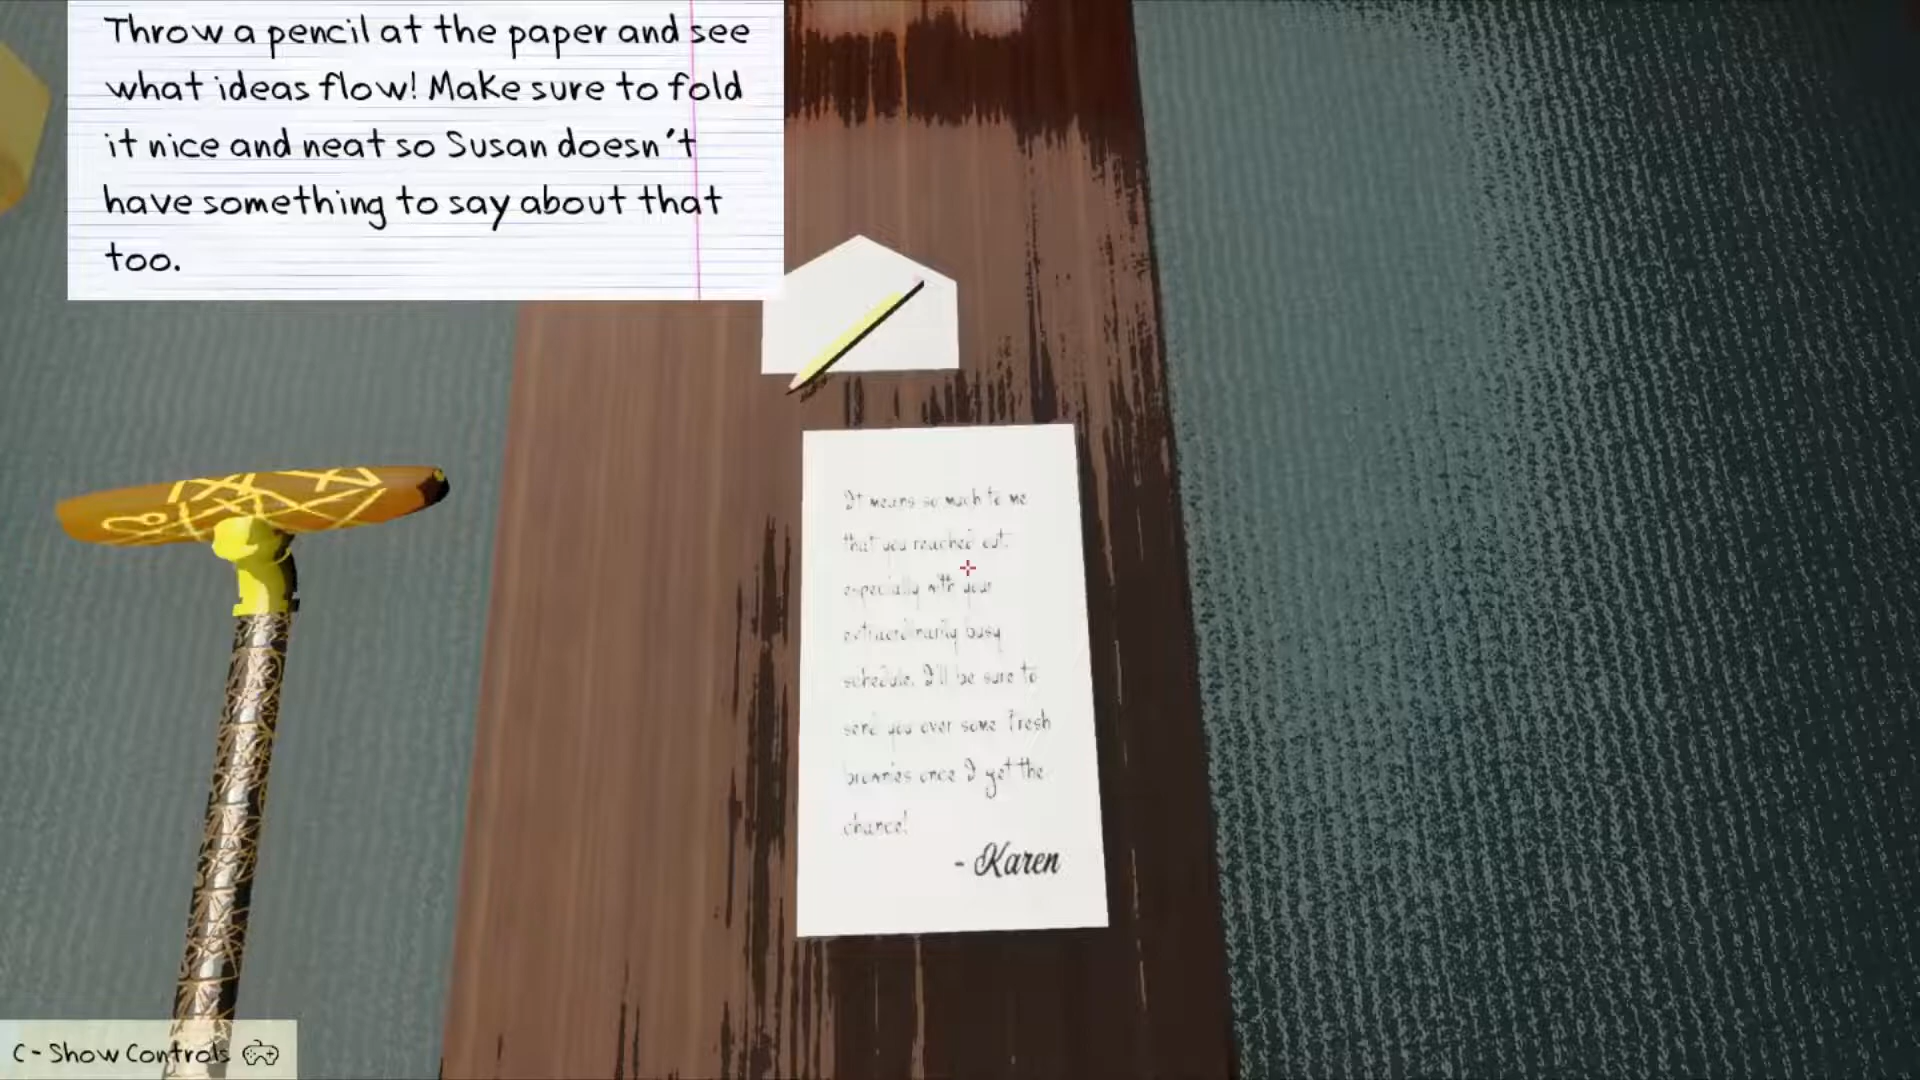 Throw a pencil at the paper and see
what ideas flow! Make sure to fold
it nice and neat so Susan doesn't
have something to say about that
too.
It means so much to me
that you reached out,
especially with your
extraordinarily busy
schedule. I'll be sure to
send you over some fresh
brownies once I get the
chance!
- Karen
C - Show Controls